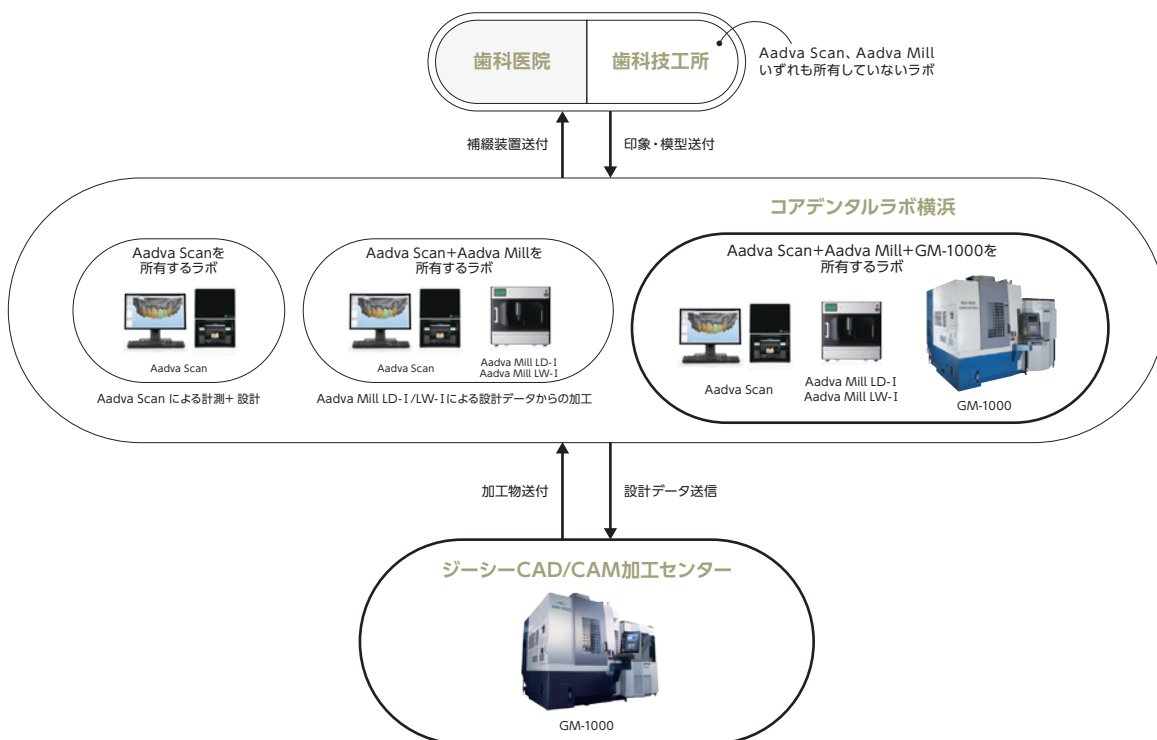 歯科医院
歯科技工所
Aadva Scan、Aadva Mill
いずれも所有していないラボ
補綴装置送付
印象・模型送付
コアデンタルラボ横浜
Aadva Scanを
所有するラボ
Aadva Scan
Aadva Scan による計測+ 設計
Aadva Scan+Aadva Millを
所有するラボ
Aadva Scan
Aadva Mill LD-I
Aadva Mill LW-I
Aadva Mill LD-I/LW-Iによる設計データからの加工
Aadva Scan+Aadva Mill+GM-1000を
所有するラボ
Aadva Scan
Aadva Mill LD-I
Aadva Mill LW-I
GM-1000
加工物送付
設計データ送信
ジーシーCAD/CAM加工センター
GM-1000